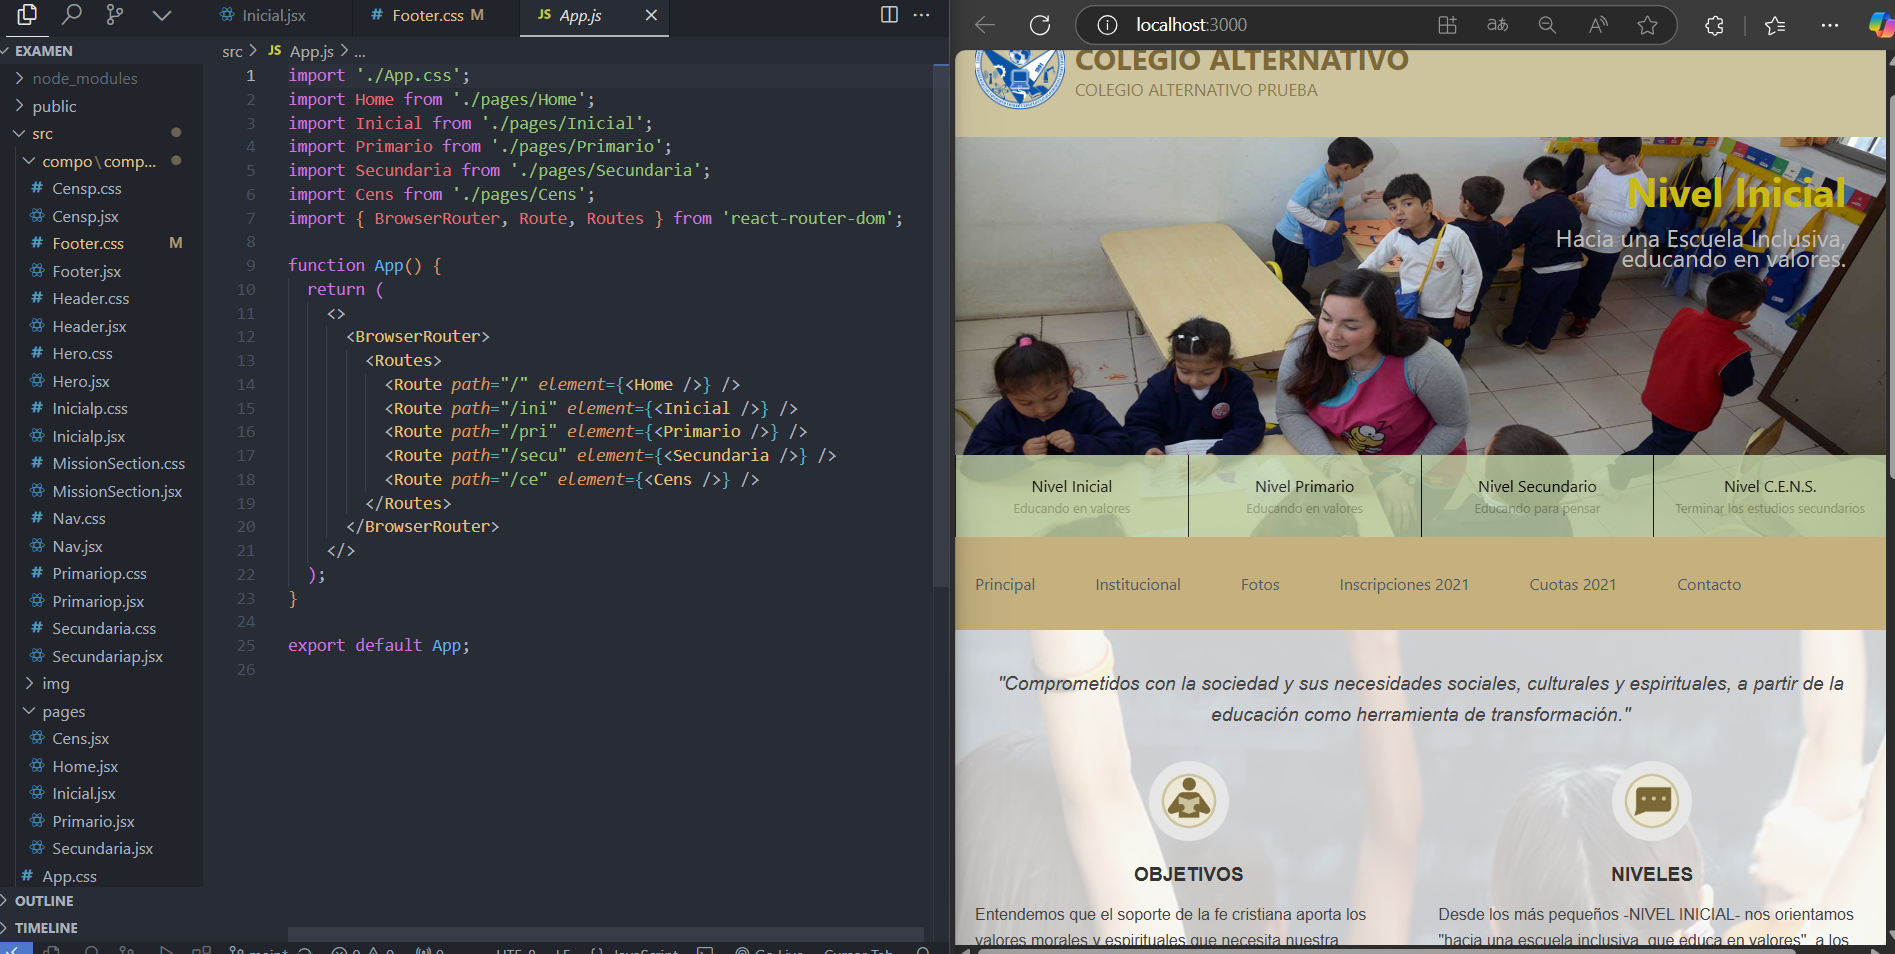 Inicial.jsx
Footer.css M
App.js
EXAMEN
node_modules
public
src
compo\comp...
Censp.css
Censp.jsx
Footer.css M
Footer.jsx
Header.css
Header.jsx
Hero.css
Hero.jsx
Inicialp.css
Inicialp.jsx
MissionSection.css
MissionSection.jsx
Nav.css
Nav.jsx
Primariop.css
Primariop.jsx
Secundaria.css
Secundariap.jsx
img
pages
Cens.jsx
Home.jsx
Inicial.jsx
Primario.jsx
Secundaria.jsx
App.css
OUTLINE
TIMELINE
src > JS App.js > ...
1 import './App.css';
2 import Home from './pages/Home';
3 import Inicial from './pages/Inicial';
4 import Primario from './pages/Primario';
5 import Secundaria from './pages/Secundaria';
6 import Cens from './pages/Cens';
7 import { BrowserRouter, Route, Routes } from 'react-router-dom';
8
9 function App() {
10 return (
11 <>
12 <BrowserRouter>
13 <Routes>
14 <Route path="/" element={<Home />} />
15 <Route path="/ini" element={<Inicial />} />
16 <Route path="/pri" element={<Primario />} />
17 <Route path="/secu" element={<Secundaria />} />
18 <Route path="/ce" element={<Cens />} />
19 </Routes>
20 </BrowserRouter>
21 </>
22 );
23 }
24
25 export default App;
26
localhost:3000
COLEGIO ALTERNATIVO
COLEGIO ALTERNATIVO PRUEBA
Nivel Inicial
Hacia una Escuela Inclusiva,
educando en valores.
Nivel Inicial
Educando en valores
Nivel Primario
Educando en valores
Nivel Secundario
Educando para pensar
Nivel C.E.N.S.
Terminar los estudios secundarios
Principal Institucional Fotos Inscripciones 2021 Cuotas 2021 Contacto
"Comprometidos con la sociedad y sus necesidades sociales, culturales y espirituales, a partir de la
educación como herramienta de transformación."
OBJETIVOS
Entendemos que el soporte de la fe cristiana aporta los
valores morales y espirituales que necesita nuestra
NIVELES
Desde los más pequeños -NIVEL INICIAL- nos orientamos
"hacia una escuela inclusiva, que educa en valores", a los